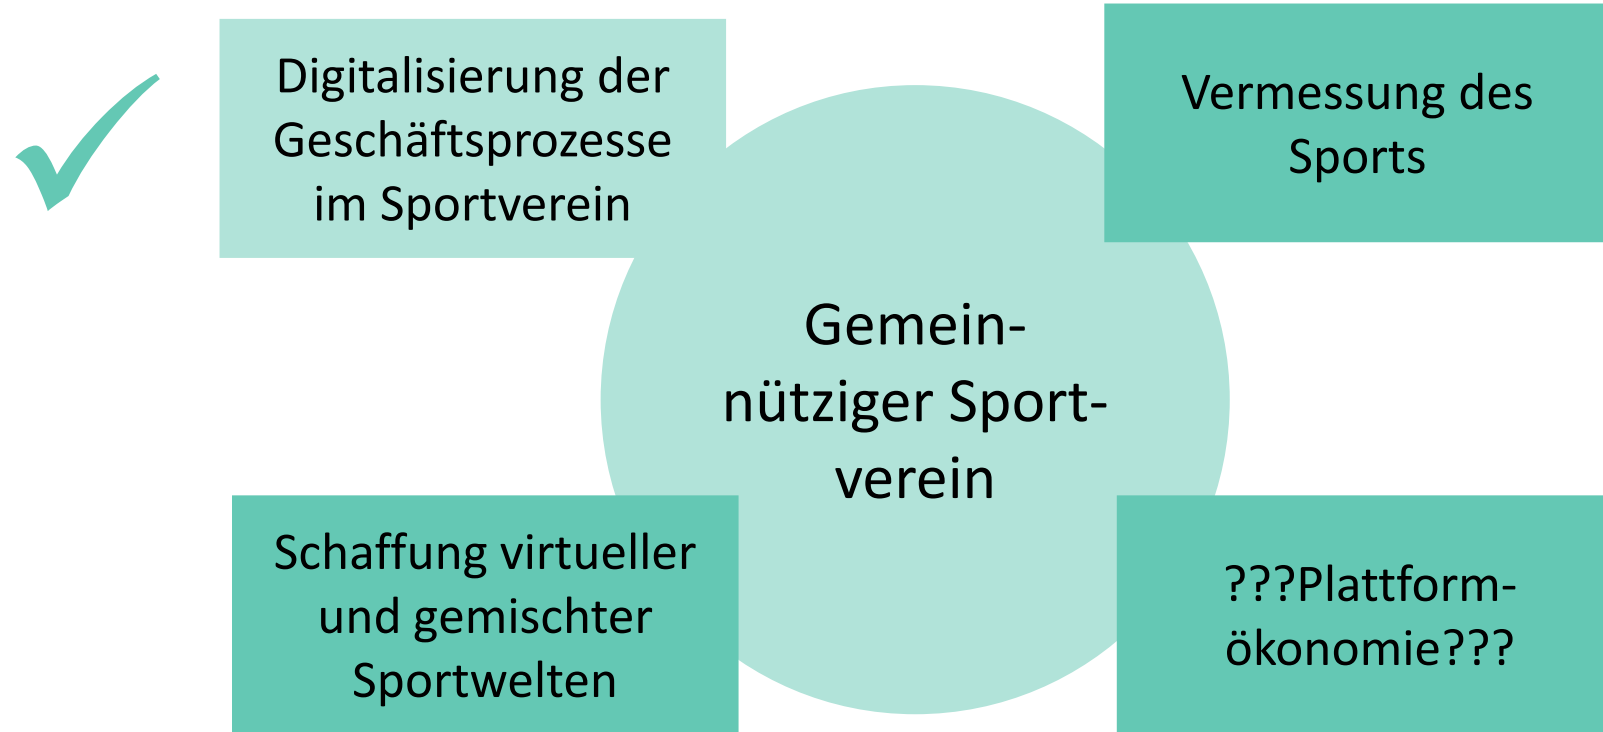 Digitalisierung der
Geschäftsprozesse
im Sportverein
Vermessung des
Sports
Gemein-
nütziger Sport-
verein
Schaffung virtueller
und gemischter
Sportwelten
???Plattform-
ökonomie???